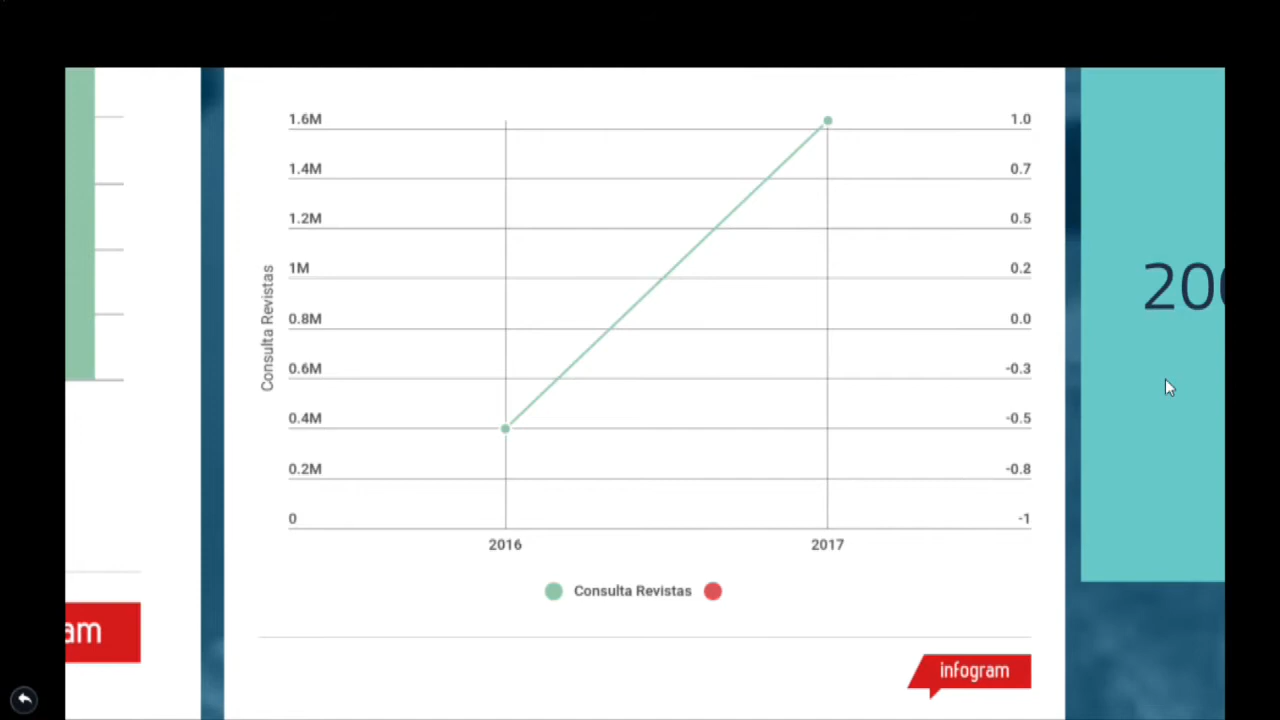 1.6M 1.0
1.4M 0.7
1.2M 0.5
1M 0.2
0.8M 0.0
0.6M -0.3
0.4M -0.5
0.2M -0.8
0 -1
Consulta Revistas
2016 2017
Consulta Revistas
infogram
am